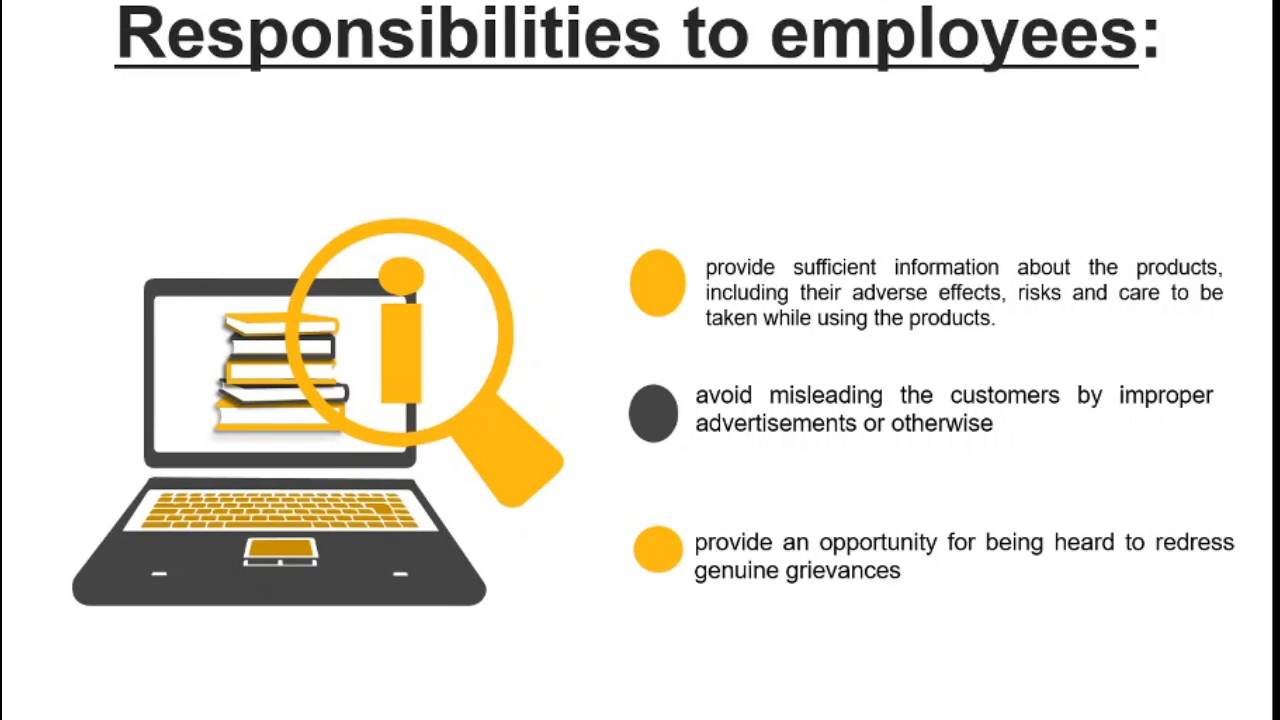 Responsibilities to employees:
provide sufficient information about the products,
including their adverse effects, risks and care to be
taken while using the products.
avoid misleading the customers by improper
advertisements or otherwise
provide an opportunity for being heard to redress
genuine grievances